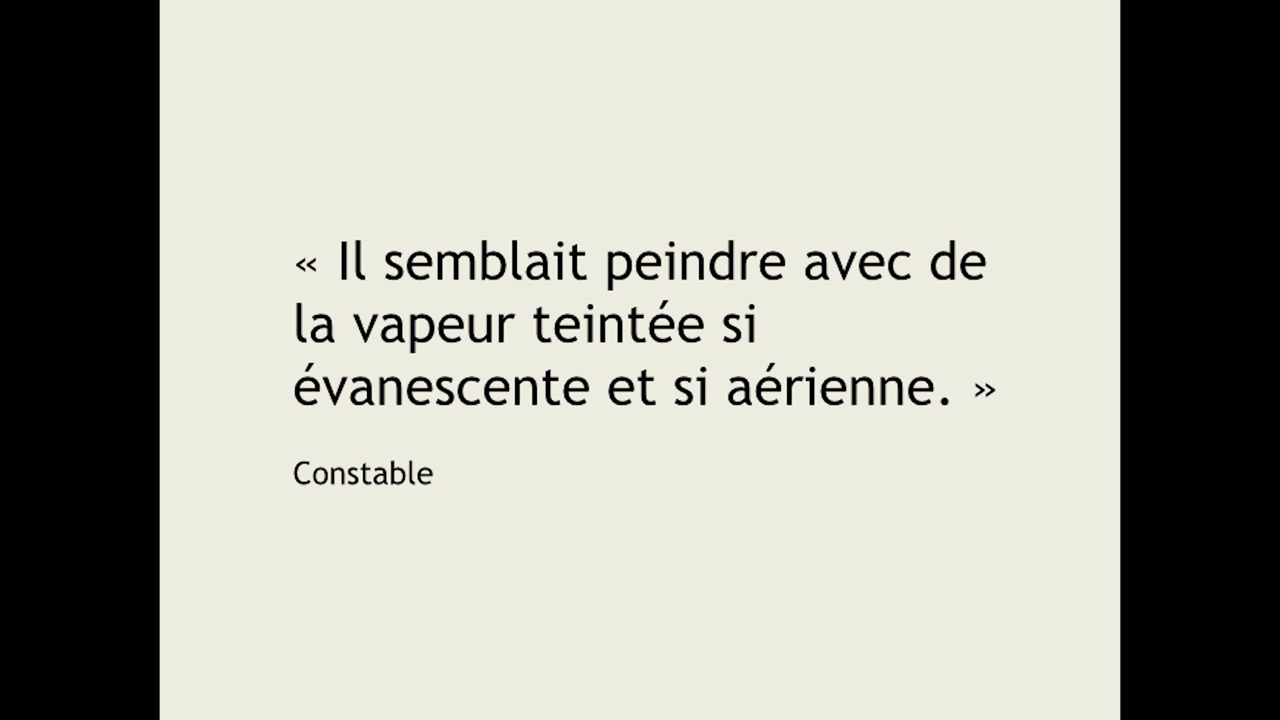 « Il semblait peindre avec de
la vapeur teintée si
évanescente et si aérienne. »
Constable